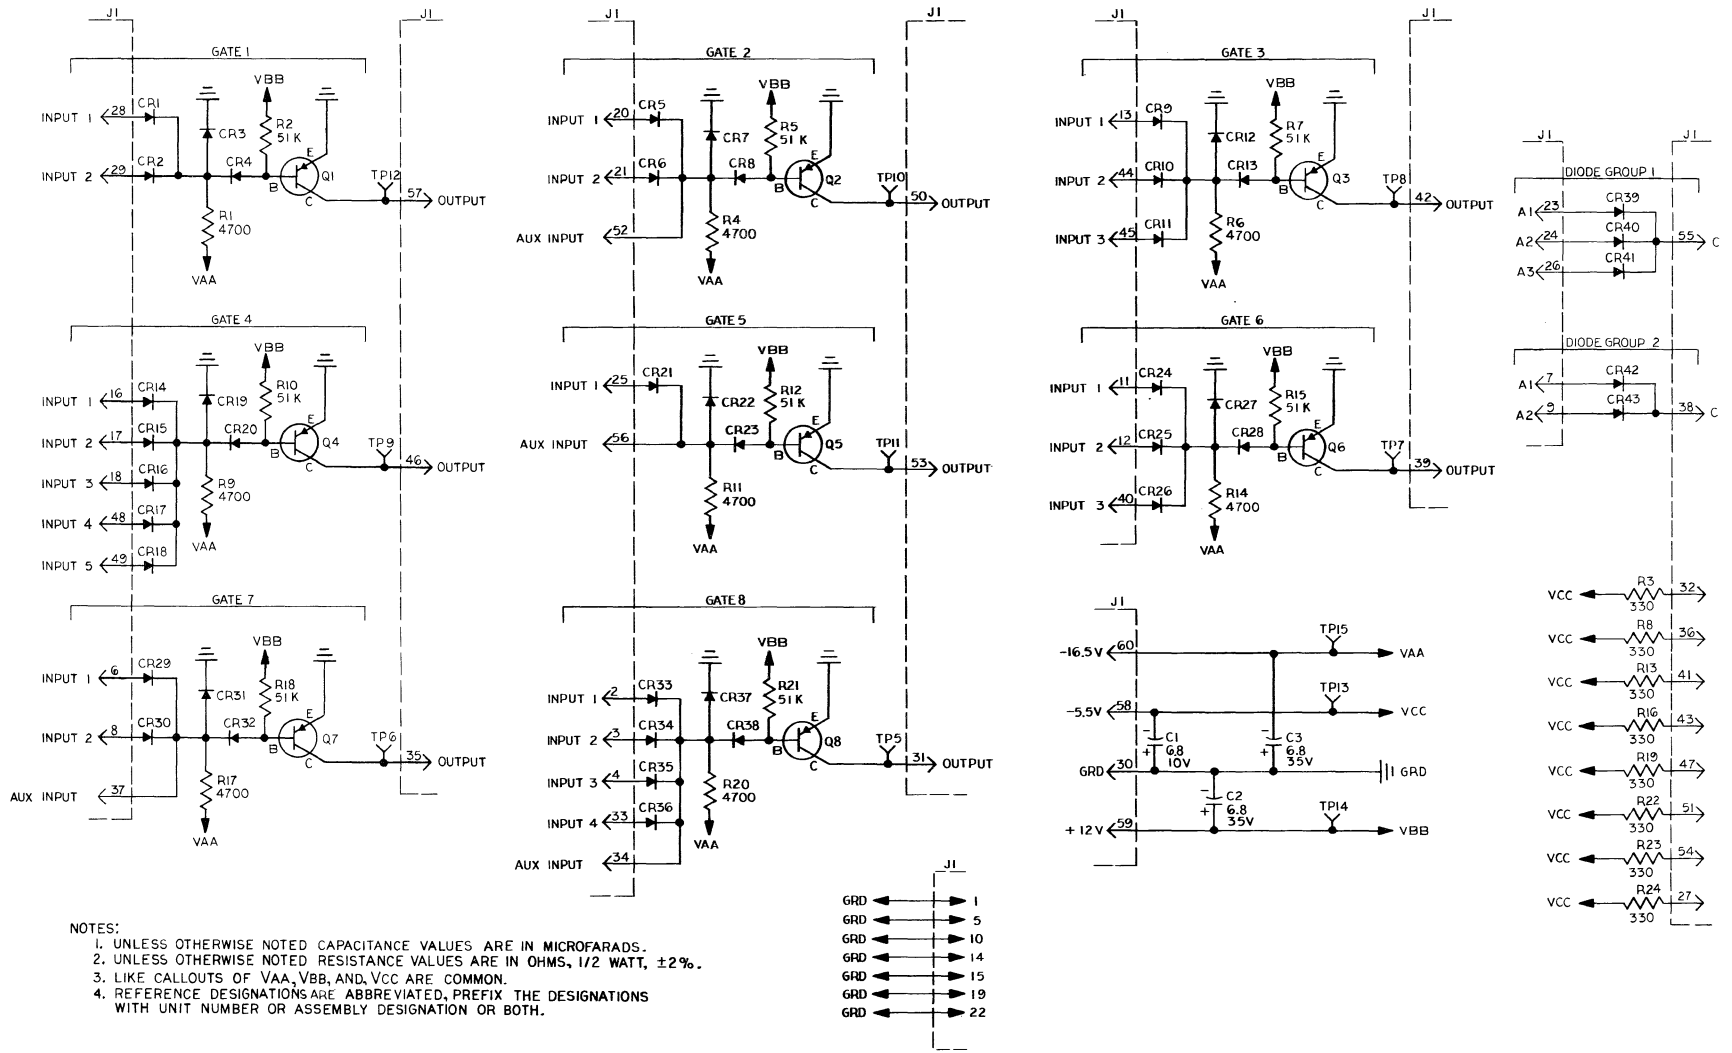 J1 J1 J1 J1 J1 J1
GATE 1
VBB
INPUT 1 28 CR1
CR3
R2
51K
INPUT 2 29 CR2
CR4
E
B
C
Q1
TP12
57
OUTPUT
R1
4700
VAA
GATE 2
VBB
INPUT 1 20 CR5
CR7
R5
51K
INPUT 2 21 CR6
CR8
E
B
C
Q2
TP10
50
OUTPUT
AUX INPUT 52
R4
4700
VAA
GATE 3
VBB
INPUT 1 13 CR9
CR12
R7
51K
INPUT 2 44 CR10
CR13
E
B
C
Q3
TP8
42
OUTPUT
INPUT 3 45 CR11
R6
4700
VAA
J1 J1
DIODE GROUP 1
A1 23 CR39
A2 24 CR40
55 C
A3 26 CR41
DIODE GROUP 2
A1 7 CR42
A2 9 CR43
38 C
GATE 4
VBB
INPUT 1 16 CR14
CR19
R10
51K
INPUT 2 17 CR15
CR20
E
B
C
Q4
TP9
46
OUTPUT
INPUT 3 18 CR16
R9
4700
INPUT 4 48 CR17
VAA
INPUT 5 49 CR18
GATE 5
VBB
INPUT 1 25 CR21
CR22
R12
51K
AUX INPUT 56
CR23
E
B
C
Q5
TP11
53
OUTPUT
R11
4700
VAA
GATE 6
VBB
INPUT 1 11 CR24
CR27
R15
51K
INPUT 2 12 CR25
CR28
E
B
C
Q6
TP7
39
OUTPUT
INPUT 3 40 CR26
R14
4700
VAA
GATE 7
VBB
INPUT 1 6 CR29
CR31
R18
51K
INPUT 2 8 CR30
CR32
E
B
C
Q7
TP6
35
OUTPUT
AUX INPUT 37
R17
4700
VAA
GATE 8
VBB
INPUT 1 2 CR33
CR37
R21
51K
INPUT 2 3 CR34
CR38
E
B
C
Q8
TP5
31
OUTPUT
INPUT 3 4 CR35
R20
4700
INPUT 4 33 CR36
VAA
AUX INPUT 34
J1
-16.5V 60 TP15 VAA
-5.5V 58 TP13 VCC
- C1
+ 6.8
10V
- C3
+ 6.8
35V
GRD 30 GRD
- C2
+ 6.8
35V
+12V 59 TP14 VBB
VCC R3 330 32
VCC R8 330 36
VCC R13 330 41
VCC R16 330 43
VCC R19 330 47
VCC R22 330 51
VCC R23 330 54
VCC R24 330 27
J1
GRD 1
GRD 5
GRD 10
GRD 14
GRD 15
GRD 19
GRD 22
NOTES:
1. UNLESS OTHERWISE NOTED CAPACITANCE VALUES ARE IN MICROFARADS.
2. UNLESS OTHERWISE NOTED RESISTANCE VALUES ARE IN OHMS, 1/2 WATT, ±2%.
3. LIKE CALLOUTS OF VAA, VBB, AND, VCC ARE COMMON.
4. REFERENCE DESIGNATIONS ARE ABBREVIATED, PREFIX THE DESIGNATIONS
WITH UNIT NUMBER OR ASSEMBLY DESIGNATION OR BOTH.